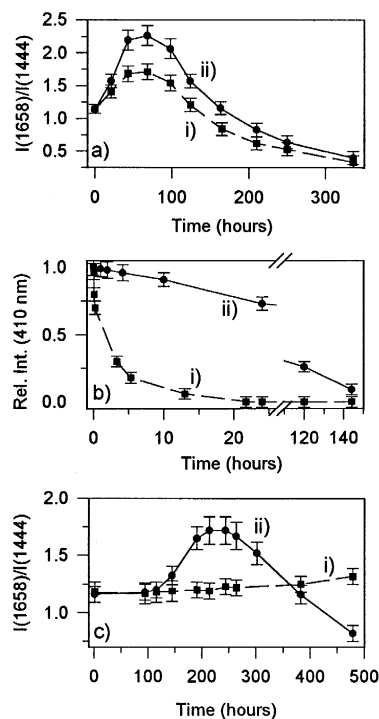 I(1658)/I(1444)
2.5
2.0
1.5
1.0
0.5
ii)
i)
a)
0 100 200 300
Time (hours)
Rel. Int. (410 nm)
1.0
0.5
0.0
ii)
i)
b)
0 10 20 120 140
Time (hours)
I(1658)/I(1444)
2.0
1.5
1.0
ii)
i)
c)
0 100 200 300 400 500
Time (hours)